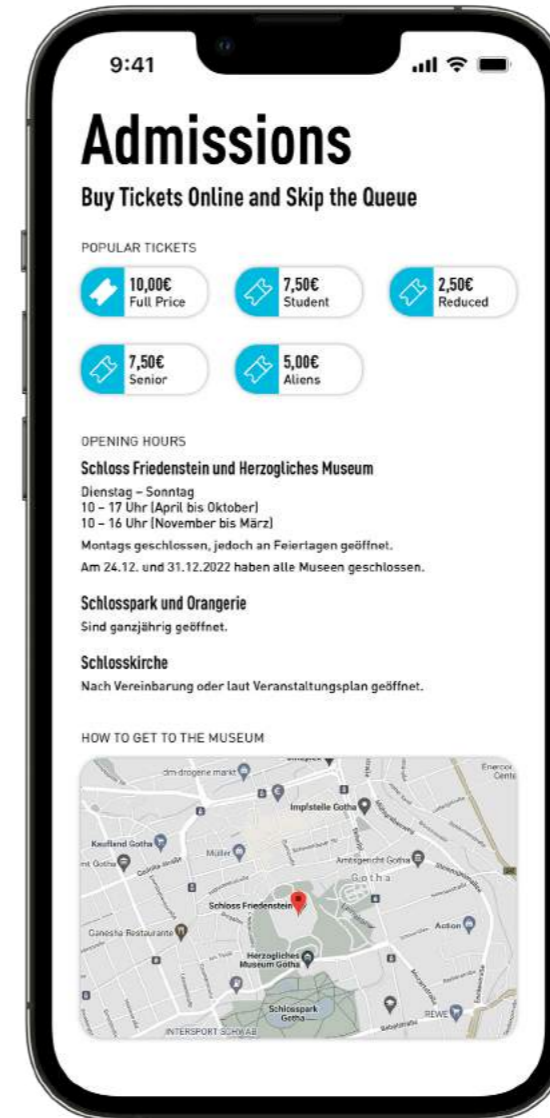 9:41
Admissions
Buy Tickets Online and Skip the Queue
POPULAR TICKETS
10,00€
Full Price
7,50€
Student
2,50€
Reduced
7,50€
Senior
5,00€
Aliens
OPENING HOURS
Schloss Friedenstein und Herzogliches Museum
Dienstag – Sonntag
10 – 17 Uhr (April bis Oktober)
10 – 16 Uhr (November bis März)
Montags geschlossen, jedoch an Feiertagen geöffnet.
Am 24.12. und 31.12.2022 haben alle Museen geschlossen.
Schlosspark und Orangerie
Sind ganzjährig geöffnet.
Schlosskirche
Nach Vereinbarung oder laut Veranstaltungsplan geöffnet.
HOW TO GET TO THE MUSEUM
dm-drogerie markt
Impfstelle Gotha
Kaufland Gotha
Müller
Amtsgericht Gotha
Gotha
Schloss Friedenstein
Ganesha Restaurante
Action
Herzogliches
Museum Gotha
Schlosspark
Gotha
REWE
INTERSPORT SCHWAB